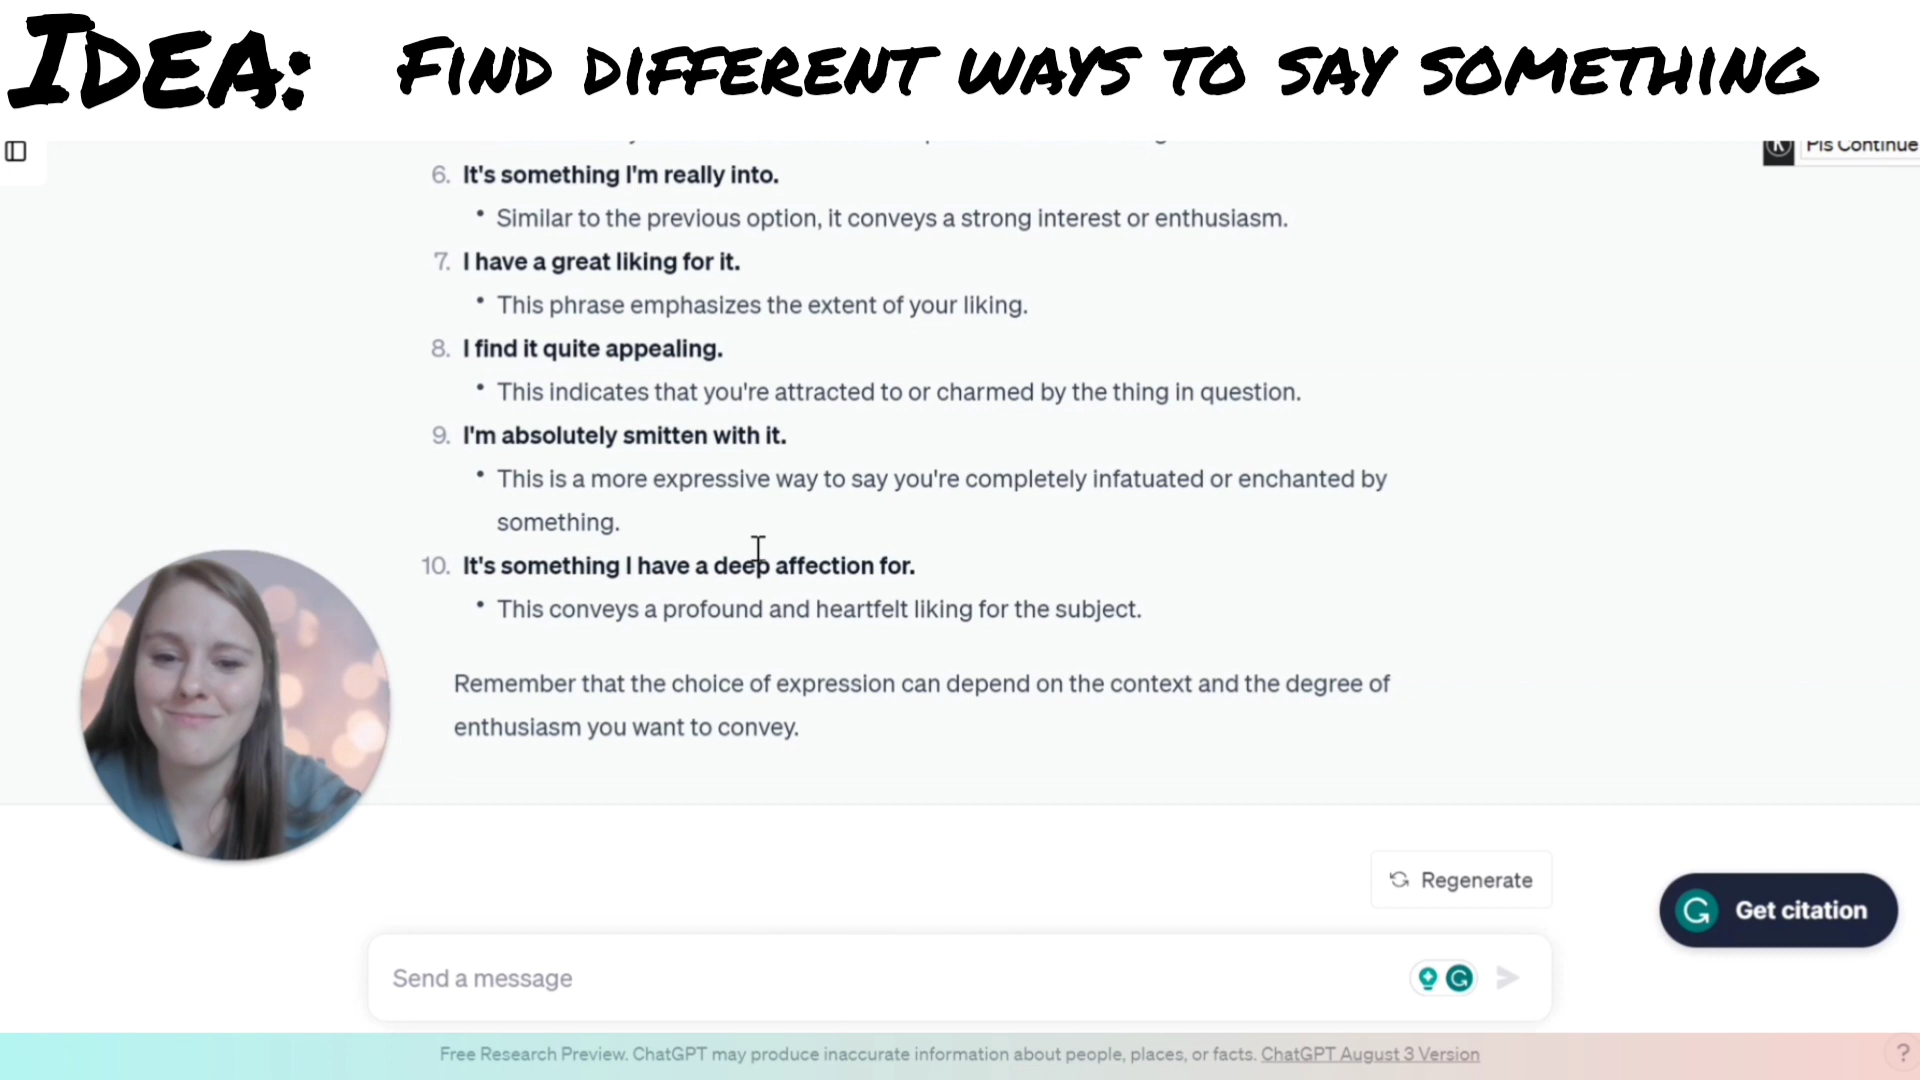 IDEA: FIND DIFFERENT WAYS TO SAY SOMETHING
Pls Continue
6. It's something I'm really into.
• Similar to the previous option, it conveys a strong interest or enthusiasm.
7. I have a great liking for it.
• This phrase emphasizes the extent of your liking.
8. I find it quite appealing.
• This indicates that you're attracted to or charmed by the thing in question.
9. I'm absolutely smitten with it.
• This is a more expressive way to say you're completely infatuated or enchanted by
something.
10. It's something I have a deep affection for.
• This conveys a profound and heartfelt liking for the subject.
Remember that the choice of expression can depend on the context and the degree of
enthusiasm you want to convey.
Regenerate
Get citation
Send a message
Free Research Preview. ChatGPT may produce inaccurate information about people, places, or facts. ChatGPT August 3 Version
?